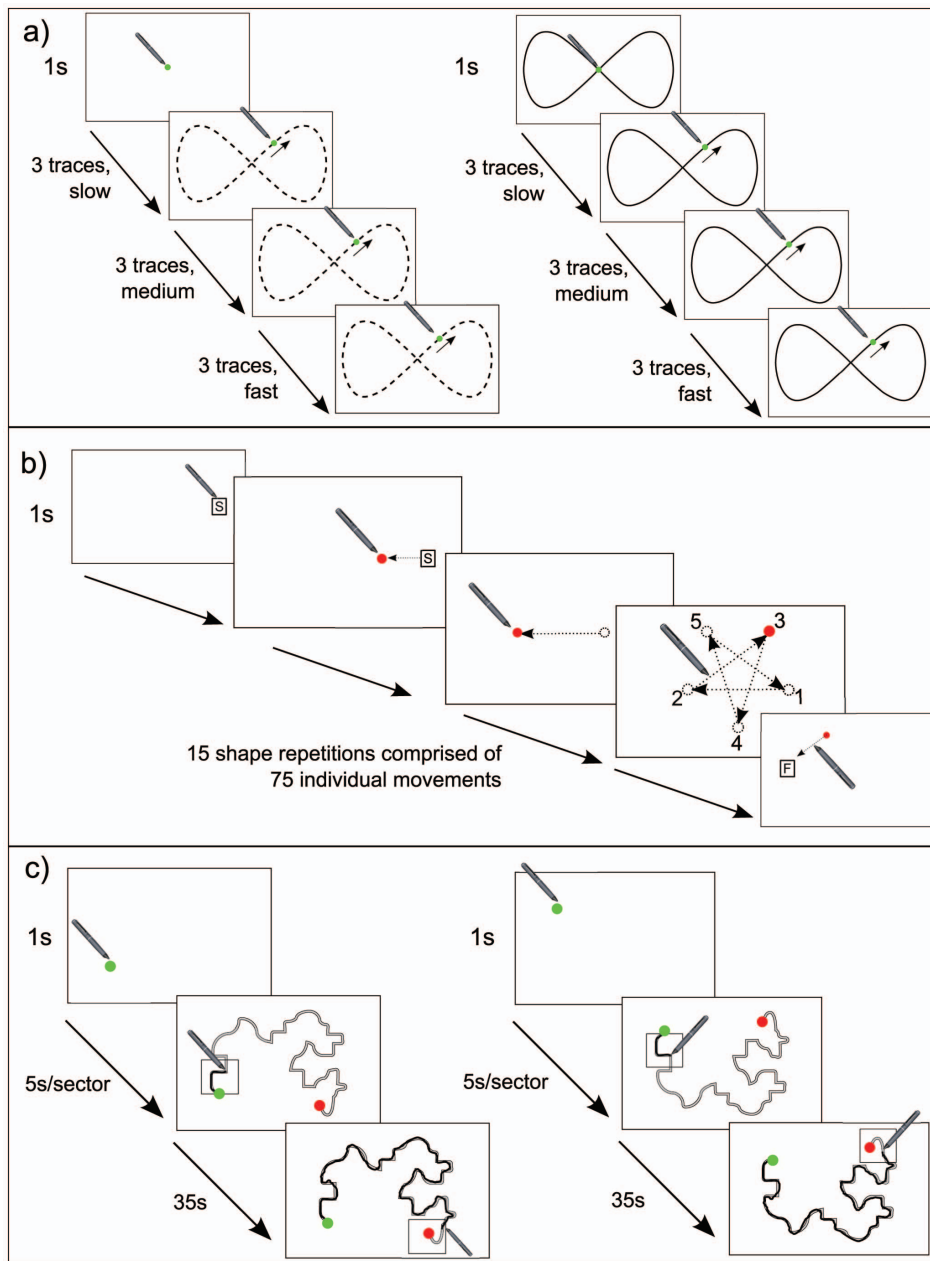 a)
1s
3 traces,
slow
3 traces,
medium
3 traces,
fast
1s
3 traces,
slow
3 traces,
medium
3 traces,
fast
b)
1s
S
S
5
3
2
1
4
15 shape repetitions comprised of
75 individual movements
F
c)
1s
5s/sector
35s
1s
5s/sector
35s